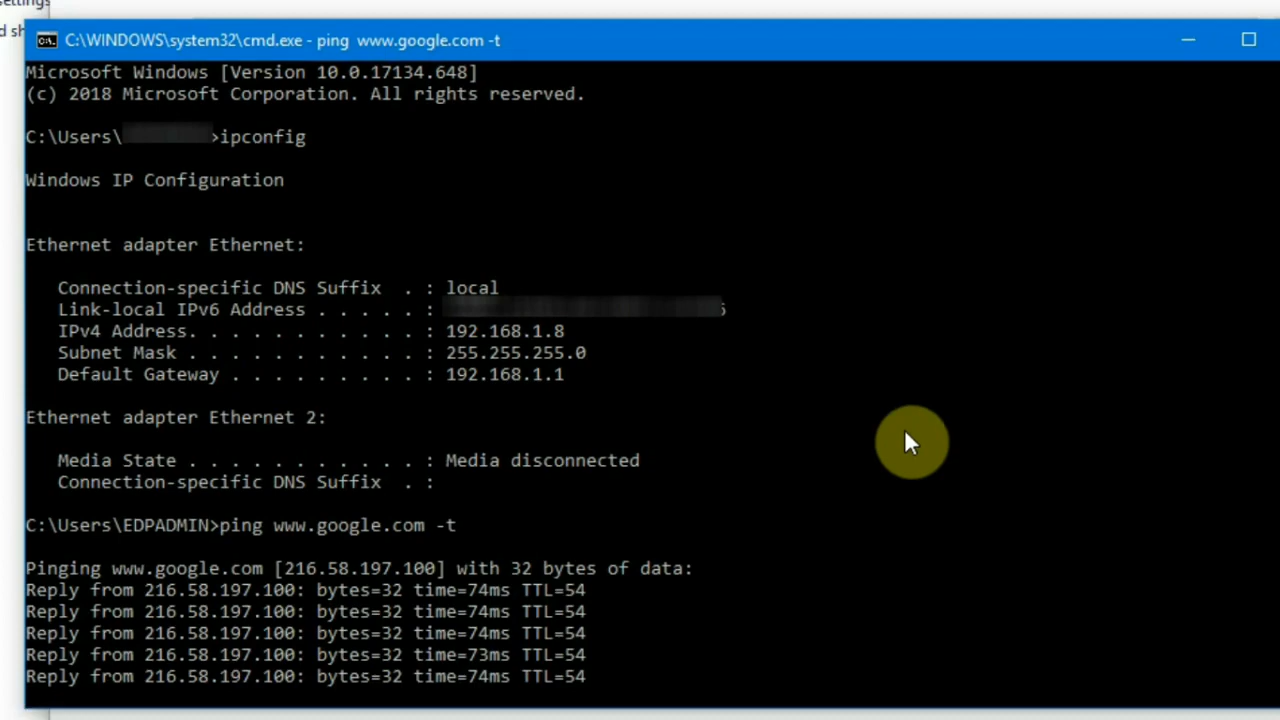 settings
d sh
C:\WINDOWS\system32\cmd.exe - ping www.google.com -t
Microsoft Windows [Version 10.0.17134.648]
(c) 2018 Microsoft Corporation. All rights reserved.
C:\Users\ >ipconfig
Windows IP Configuration
Ethernet adapter Ethernet:
Connection-specific DNS Suffix . : local
Link-local IPv6 Address . . . . . :
IPv4 Address. . . . . . . . . . . : 192.168.1.8
Subnet Mask . . . . . . . . . . . : 255.255.255.0
Default Gateway . . . . . . . . . : 192.168.1.1
Ethernet adapter Ethernet 2:
Media State . . . . . . . . . . . : Media disconnected
Connection-specific DNS Suffix . :
C:\Users\EDPADMIN>ping www.google.com -t
Pinging www.google.com [216.58.197.100] with 32 bytes of data:
Reply from 216.58.197.100: bytes=32 time=74ms TTL=54
Reply from 216.58.197.100: bytes=32 time=74ms TTL=54
Reply from 216.58.197.100: bytes=32 time=74ms TTL=54
Reply from 216.58.197.100: bytes=32 time=73ms TTL=54
Reply from 216.58.197.100: bytes=32 time=74ms TTL=54